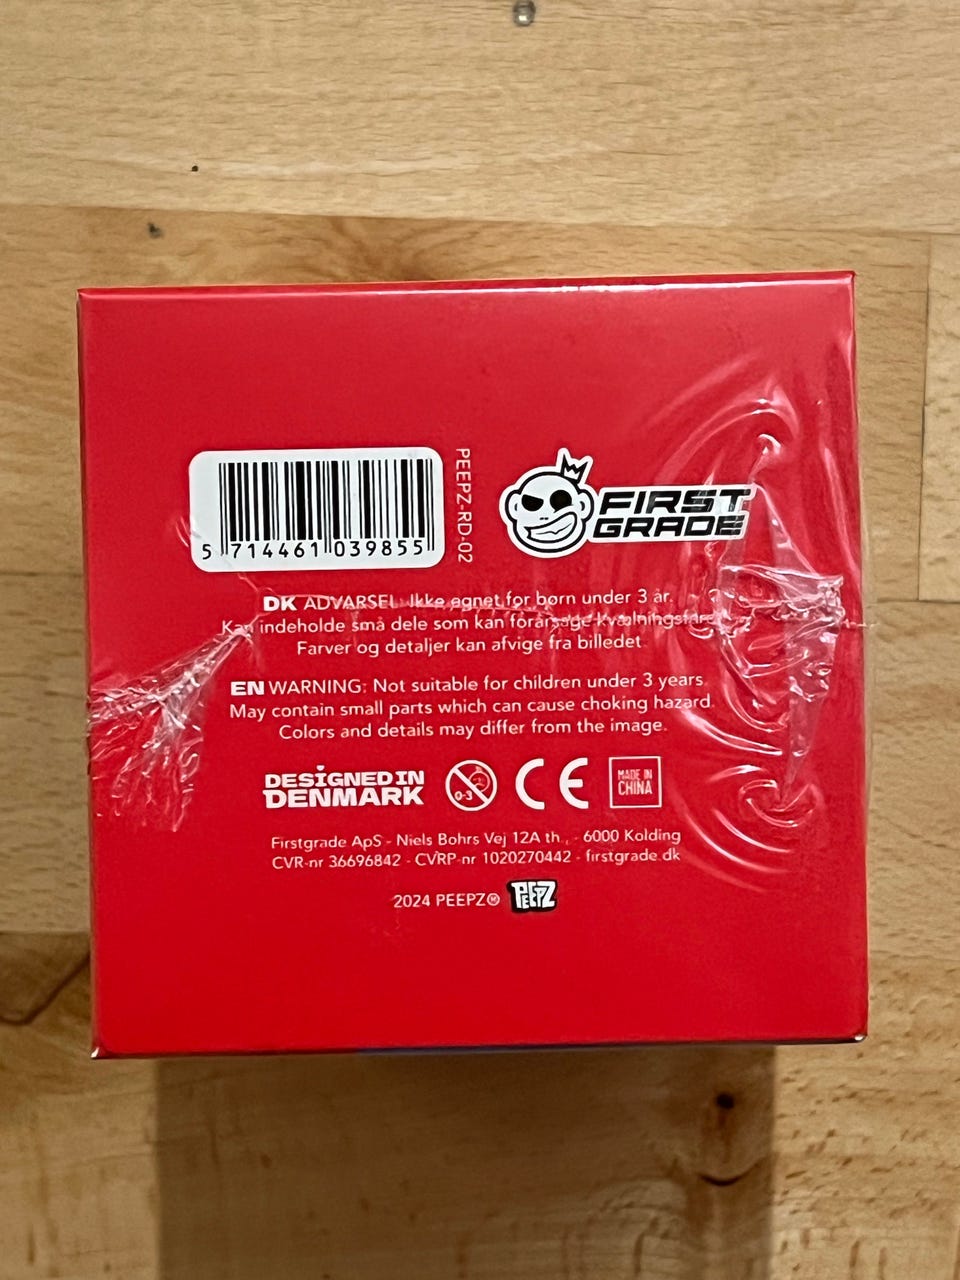 5 714461 039855
PEEPZ-RD-02
FIRST
GRADE
DK ADVARSEL: Ikke egnet for børn under 3 år.
Kan indeholde små dele som kan forårsage kvælningsfare.
Farver og detaljer kan afvige fra billedet.
EN WARNING: Not suitable for children under 3 years.
May contain small parts which can cause choking hazard.
Colors and details may differ from the image.
DESIGNED IN
DENMARK
0-3
CE
MADE IN
CHINA
Firstgrade ApS - Niels Bohrs Vej 12A th., - 6000 Kolding
CVR-nr 36696842 - CVRP-nr 1020270442 - firstgrade.dk
2024 PEEPZ Ⓜ PEEPZ